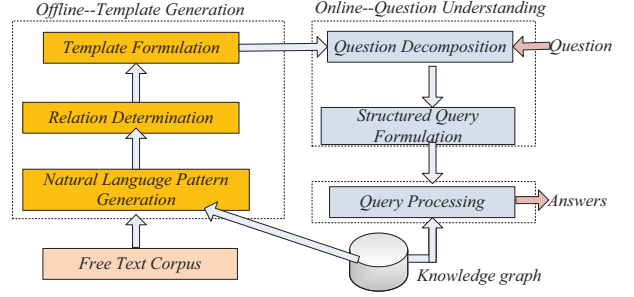 Offline--Template Generation
Online--Question Understanding
Template Formulation
Question Decomposition
Question
Relation Determination
Structured Query
Formulation
Natural Language Pattern
Generation
Query Processing
Answers
Free Text Corpus
Knowledge graph